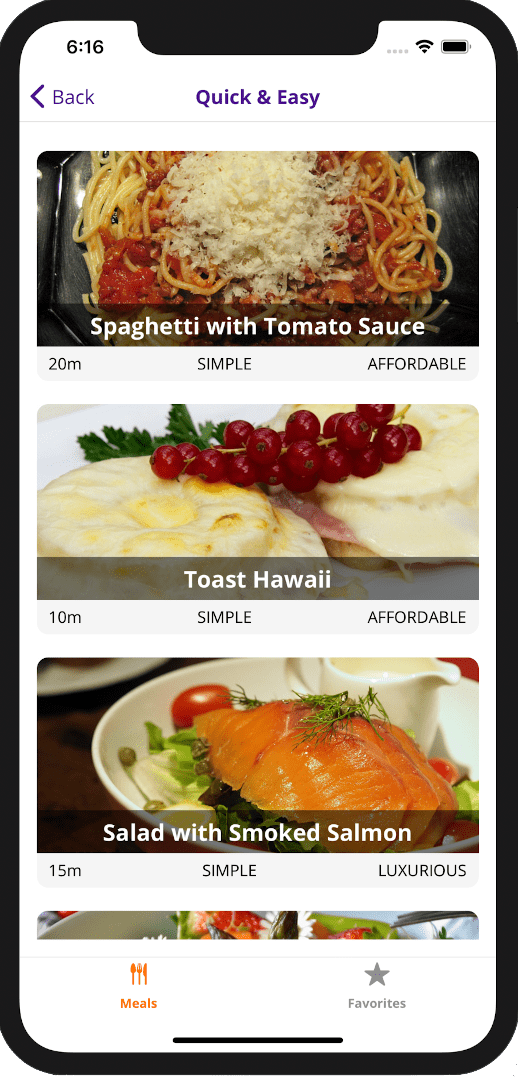 6:16
Back
Quick & Easy
Spaghetti with Tomato Sauce
20m SIMPLE AFFORDABLE
Toast Hawaii
10m SIMPLE AFFORDABLE
Salad with Smoked Salmon
15m SIMPLE LUXURIOUS
Meals Favorites